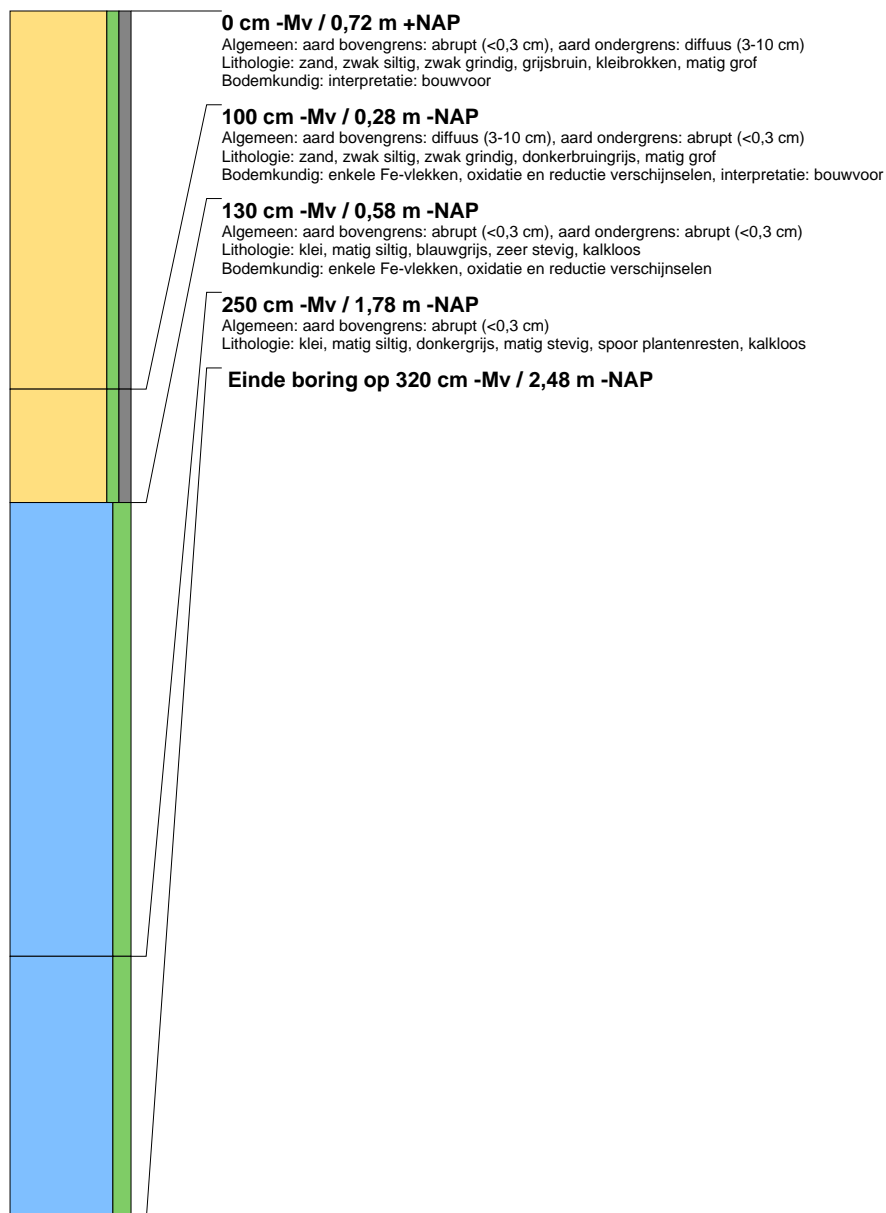 0 cm -Mv / 0,72 m +NAP
Algemeen: aard bovengrens: abrupt (<0,3 cm), aard ondergrens: diffuus (3-10 cm)
Lithologie: zand, zwak siltig, zwak grindig, grijsbruin, kleibrokken, matig grof
Bodemkundig: interpretatie: bouwvoor
100 cm -Mv / 0,28 m -NAP
Algemeen: aard bovengrens: diffuus (3-10 cm), aard ondergrens: abrupt (<0,3 cm)
Lithologie: zand, zwak siltig, zwak grindig, donkerbruingrijs, matig grof
Bodemkundig: enkele Fe-vlekken, oxidatie en reductie verschijnselen, interpretatie: bouwvoor
130 cm -Mv / 0,58 m -NAP
Algemeen: aard bovengrens: abrupt (<0,3 cm), aard ondergrens: abrupt (<0,3 cm)
Lithologie: klei, matig siltig, blauwgrijs, zeer stevig, kalkloos
Bodemkundig: enkele Fe-vlekken, oxidatie en reductie verschijnselen
250 cm -Mv / 1,78 m -NAP
Algemeen: aard bovengrens: abrupt (<0,3 cm)
Lithologie: klei, matig siltig, donkergrijs, matig stevig, spoor plantenresten, kalkloos
Einde boring op 320 cm -Mv / 2,48 m -NAP